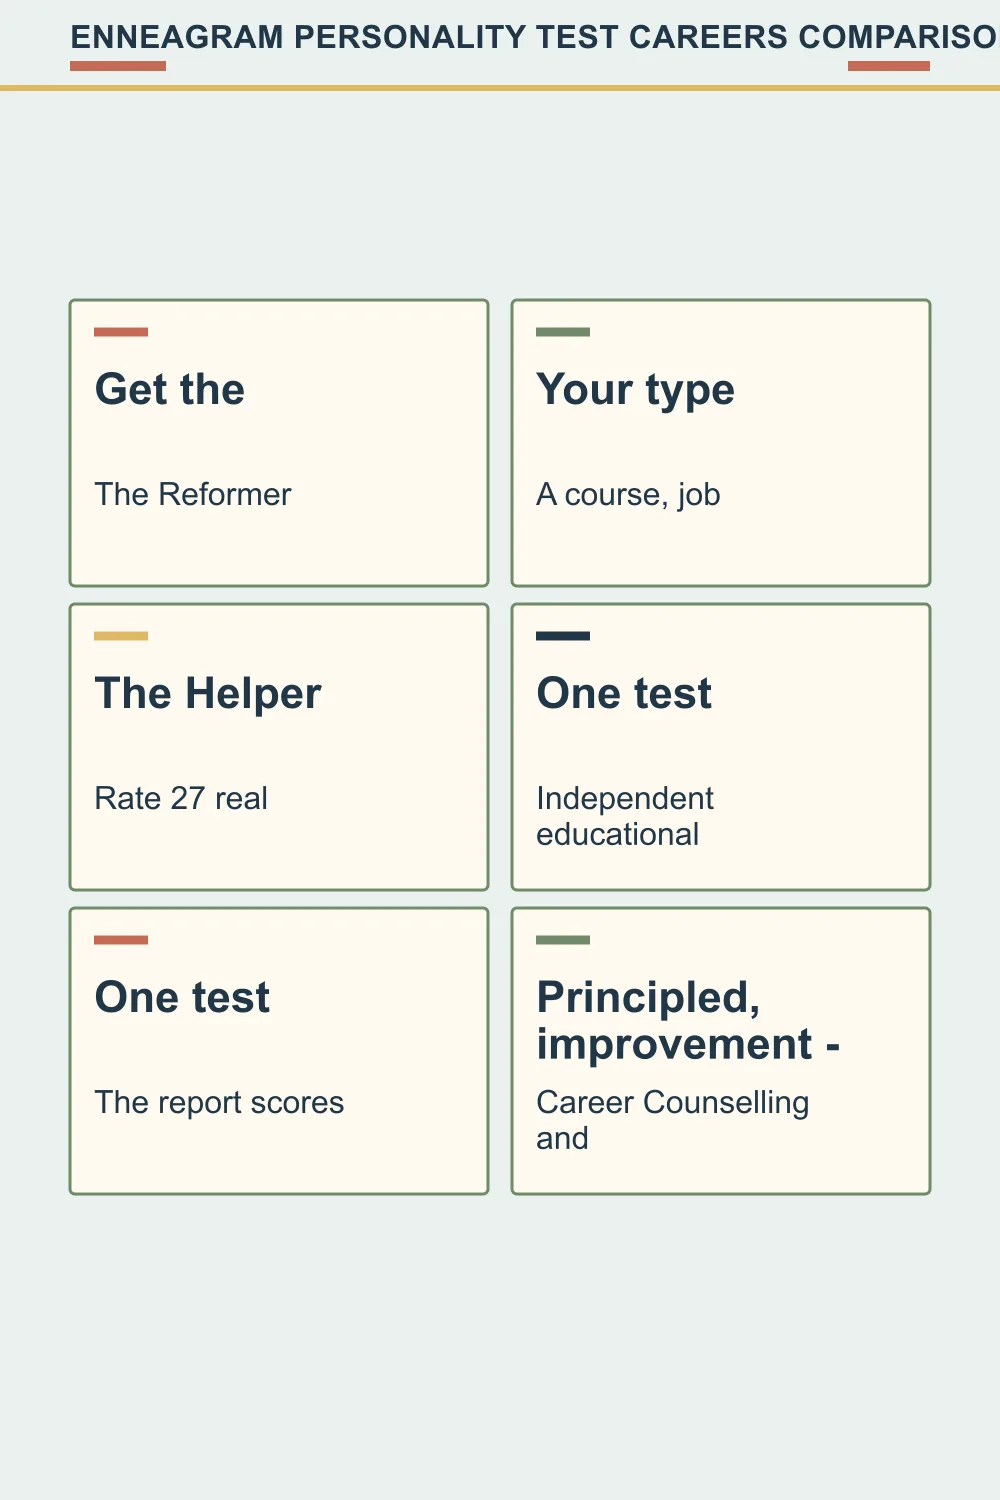 ENNEAGRAM PERSONALITY TEST CAREERS COMPARISO
Get the
The Reformer
Your type
A course, job
The Helper
Rate 27 real
One test
Independent
educational
One test
The report scores
Principled,
improvement -
Career Counselling
and